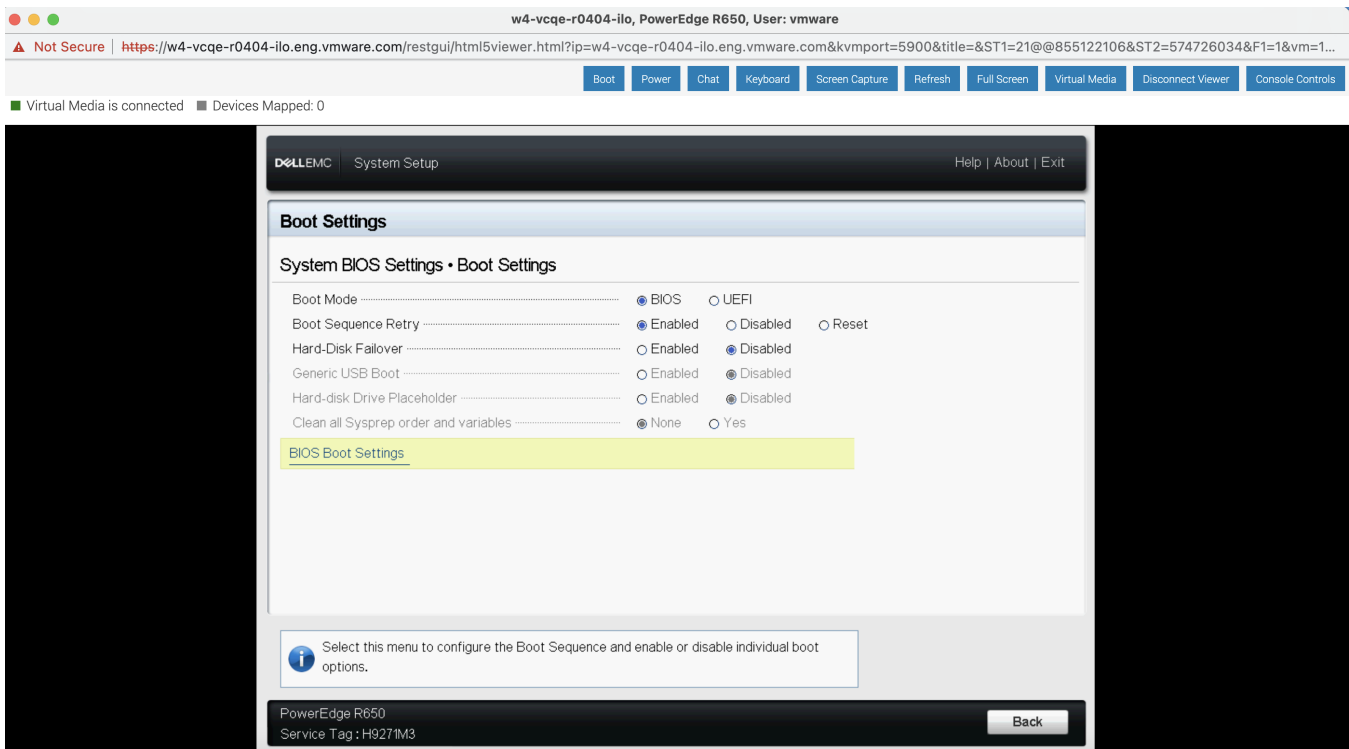 w4-vcqe-r0404-ilo, PowerEdge R650, User: vmware
Not Secure | https://w4-vcqe-r0404-ilo.eng.vmware.com/restgui/html5viewer.html?ip=w4-vcqe-r0404-ilo.eng.vmware.com&kvmport=5900&title=&ST1=21@@855122106&ST2=574726034&F1=1&vm=1...
Boot Power Chat Keyboard Screen Capture Refresh Full Screen Virtual Media Disconnect Viewer Console Controls
Virtual Media is connected Devices Mapped: 0
DELLEMC System Setup Help | About | Exit
Boot Settings
System BIOS Settings • Boot Settings
Boot Mode BIOS UEFI
Boot Sequence Retry Enabled Disabled Reset
Hard-Disk Failover Enabled Disabled
Generic USB Boot Enabled Disabled
Hard-disk Drive Placeholder Enabled Disabled
Clean all Sysprep order and variables None Yes
BIOS Boot Settings
Select this menu to configure the Boot Sequence and enable or disable individual boot
options.
PowerEdge R650
Service Tag : H9271M3
Back